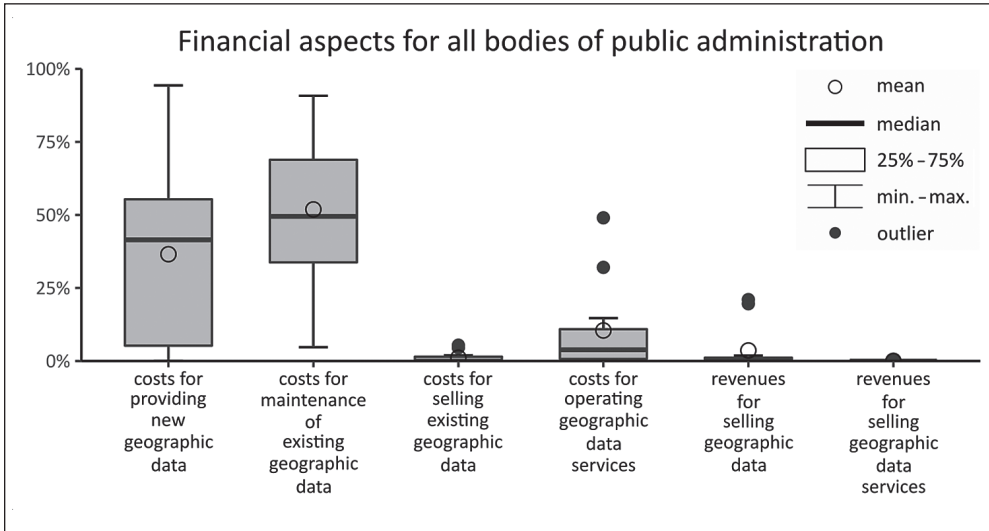 Financial aspects for all bodies of public administration
100%
75%
50%
25%
0%
mean
median
25% – 75%
min. – max.
outlier
costs for
providing
new
geographic
data
costs for
maintenance
of
existing
geographic
data
costs for
selling
existing
geographic
data
costs for
operating
geographic
data
services
revenues
for
selling
geographic
data
revenues
for
selling
geographic
data
services